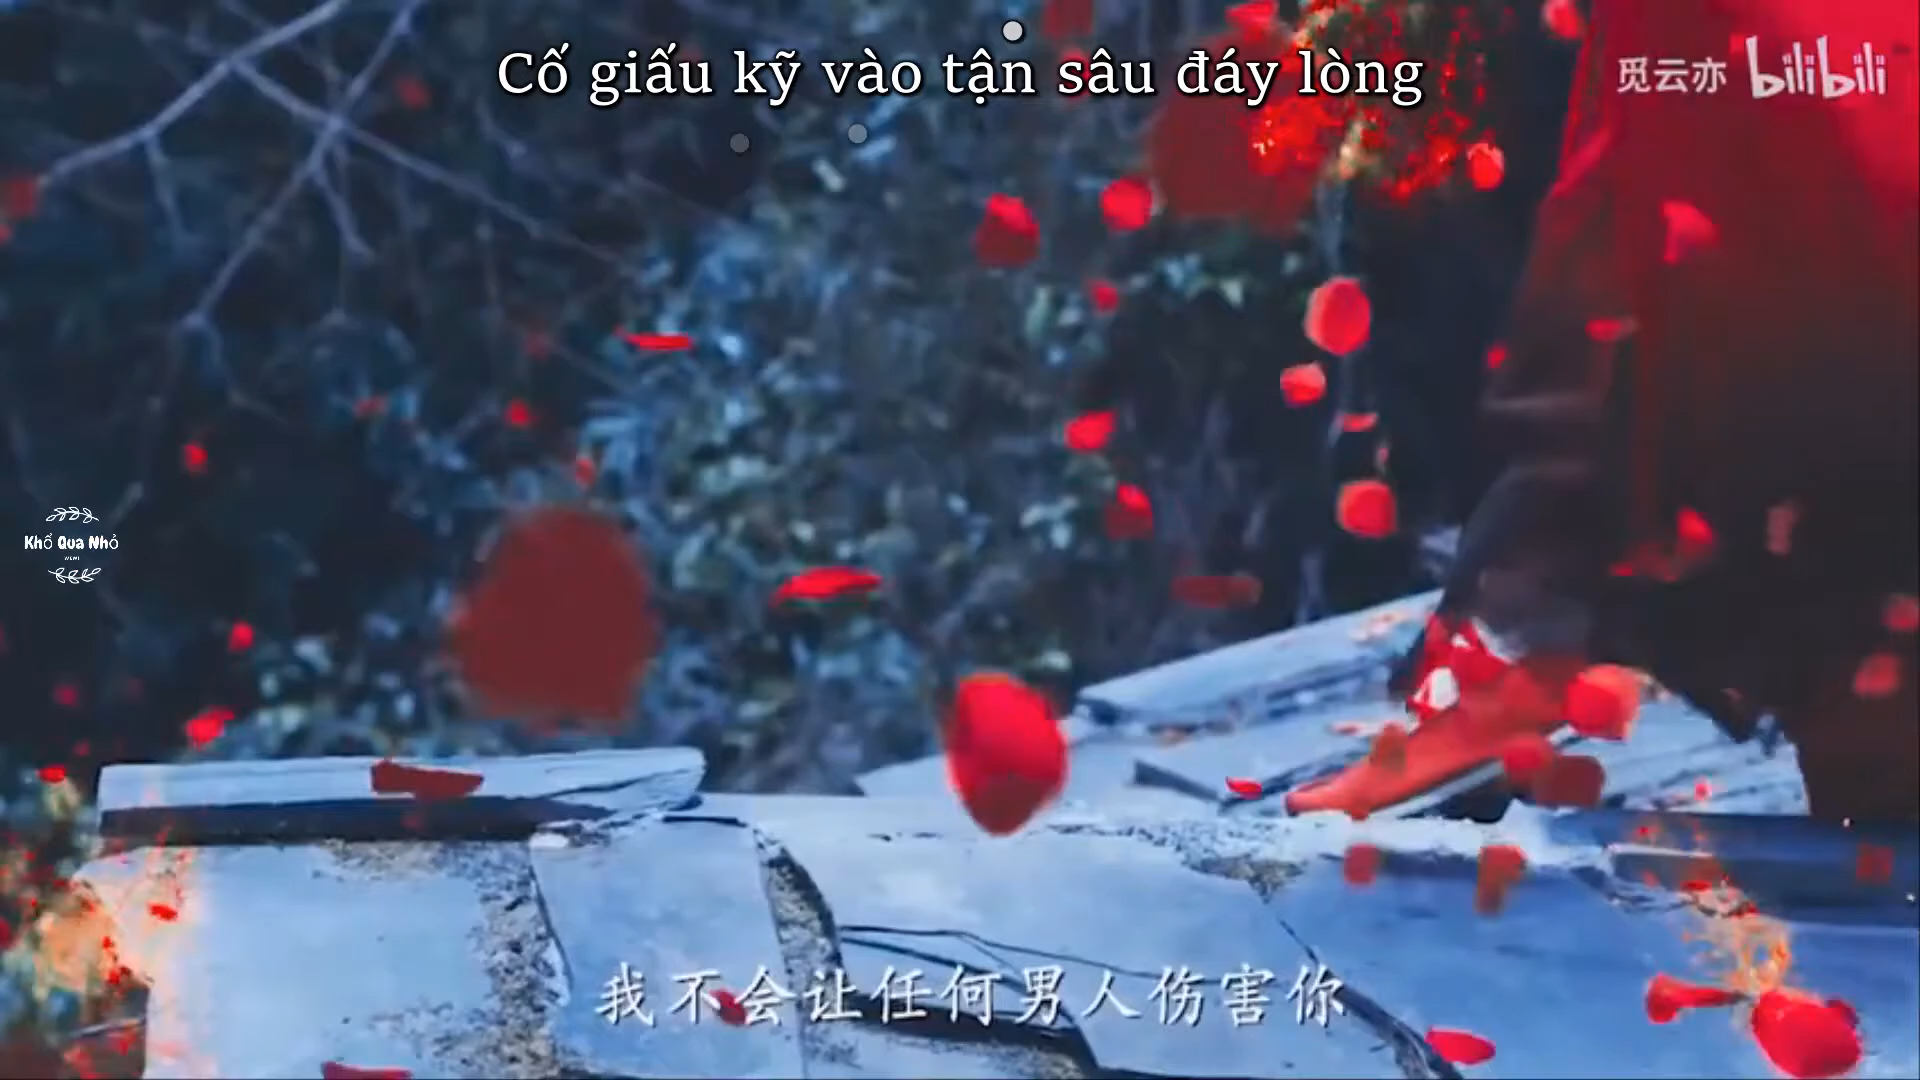 Cố giấu kỹ vào tận sâu đáy lòng
觅云亦 bilibili
Khổ Qua Nhỏ
我不会让任何男人伤害你